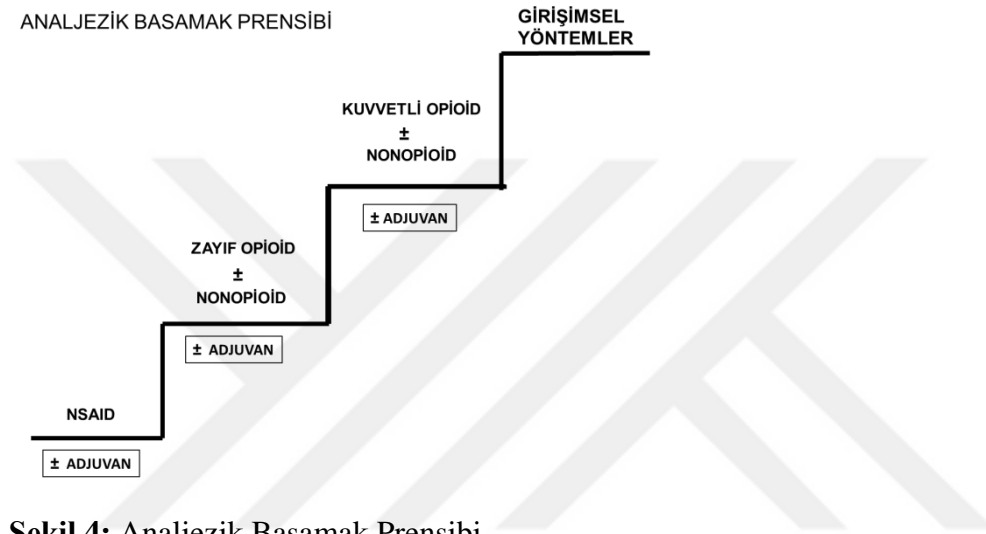 ANALJEZİK BASAMAK PRENSİBİ
GİRİŞİMSEL
YÖNTEMLER
KUVVETLİ OPİOİD
±
NONOPİOİD
± ADJUVAN
ZAYIF OPİOİD
±
NONOPİOİD
± ADJUVAN
NSAID
± ADJUVAN
Şekil 4: Analjezik Basamak Prensibi